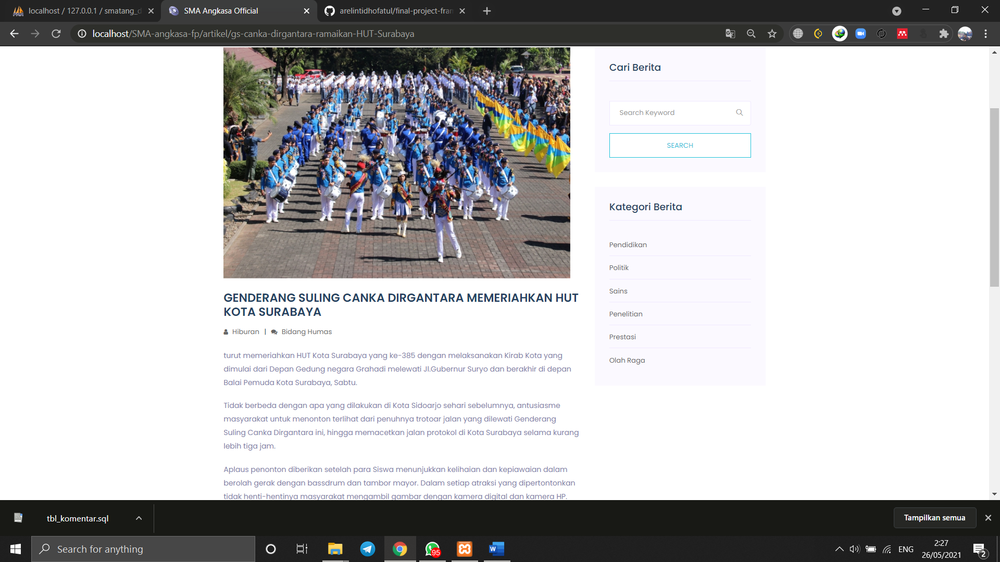 localhost / 127.0.0.1 / smatang_d
SMA Angkasa Official
arelintidhofatul/final-project-fran
localhost/SMA-angkasa-fp/artikel/gs-canka-dirgantara-ramaikan-HUT-Surabaya
Cari Berita
Search Keyword
SEARCH
Kategori Berita
Pendidikan
Politik
Sains
Penelitian
Prestasi
Olah Raga
GENDERANG SULING CANKA DIRGANTARA MEMERIAHKAN HUT
KOTA SURABAYA
Hiburan | Bidang Humas
turut memeriahkan HUT Kota Surabaya yang ke-385 dengan melaksanakan Kirab Kota yang
dimulai dari Depan Gedung negara Grahadi melewati Jl.Gubernur Suryo dan berakhir di depan
Balai Pemuda Kota Surabaya, Sabtu.
Tidak berbeda dengan apa yang dilakukan di Kota Sidoarjo sehari sebelumnya, antusiasme
masyarakat untuk menonton terlihat dari penuhnya trotoar jalan yang dilewati Genderang
Suling Canka Dirgantara ini, hingga memacetkan jalan protokol di Kota Surabaya selama kurang
lebih tiga jam.
Aplaus penonton diberikan setelah para Siswa menunjukkan kelihaian dan kepiawaian dalam
berolah gerak dengan bassdrum dan tambor mayor. Dalam setiap atraksi yang dipertontonkan
tidak henti-hentinya masyarakat mengambil gambar dengan kamera digital dan kamera HP.
tbl_komentar.sql
Tampilkan semua
Search for anything
95
ENG
2:27
26/05/2021
2